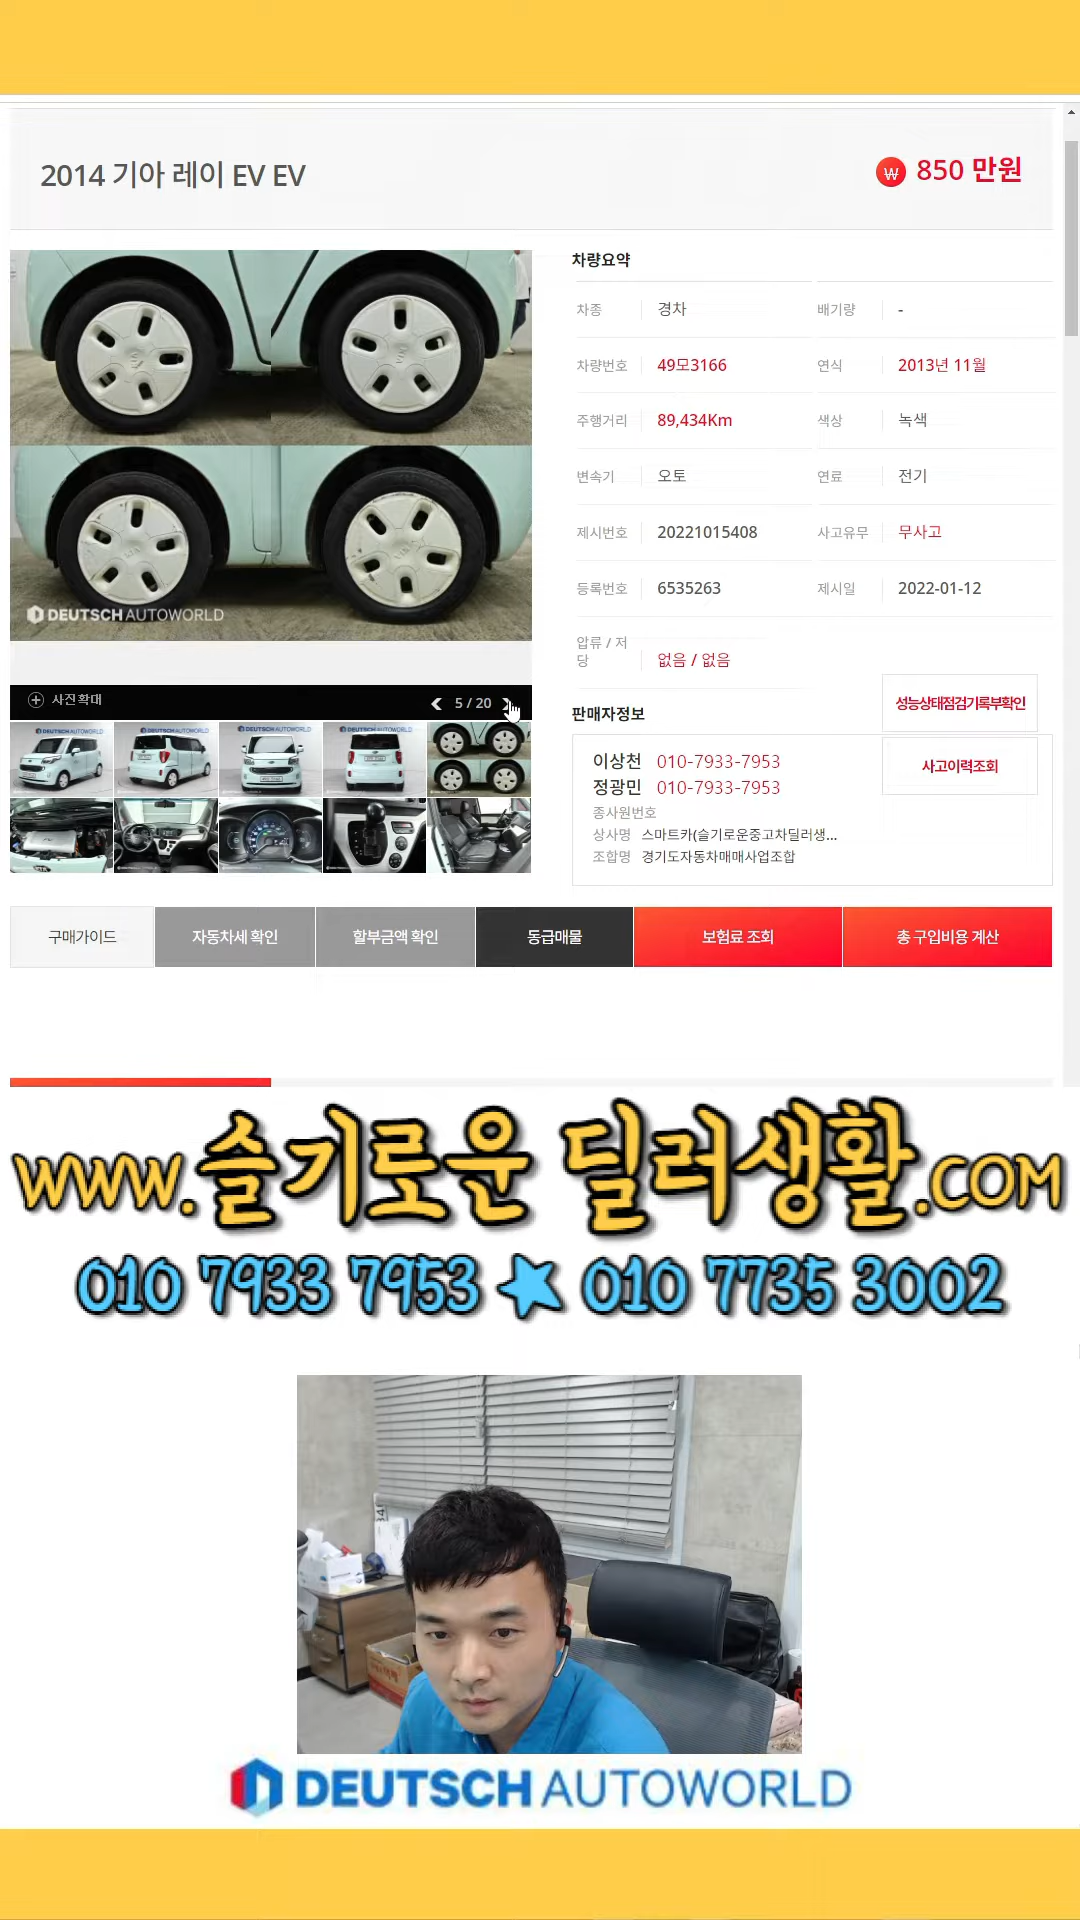 2014 기아 레이 EV EV
₩ 850 만원
DEUTSCH AUTOWORLD
사진확대
5 / 20
차량요약
차종 경차 배기량 -
차량번호 49모3166 연식 2013년 11월
주행거리 89,434Km 색상 녹색
변속기 오토 연료 전기
제시번호 20221015408 사고유무 무사고
등록번호 6535263 제시일 2022-01-12
압류 / 저당 없음 / 없음
판매자정보
성능상태점검기록부확인
이상천 010-7933-7953
사고이력조회
정광민 010-7933-7953
종사원번호
상사명 스마트카(슬기로운중고차딜러생...
조합명 경기도자동차매매사업조합
구매가이드 자동차세 확인 할부금액 확인 동급매물 보험료 조회 총 구입비용 계산
www.슬기로운 딜러생활.COM
010 7933 7953 ★ 010 7735 3002
DEUTSCH AUTOWORLD